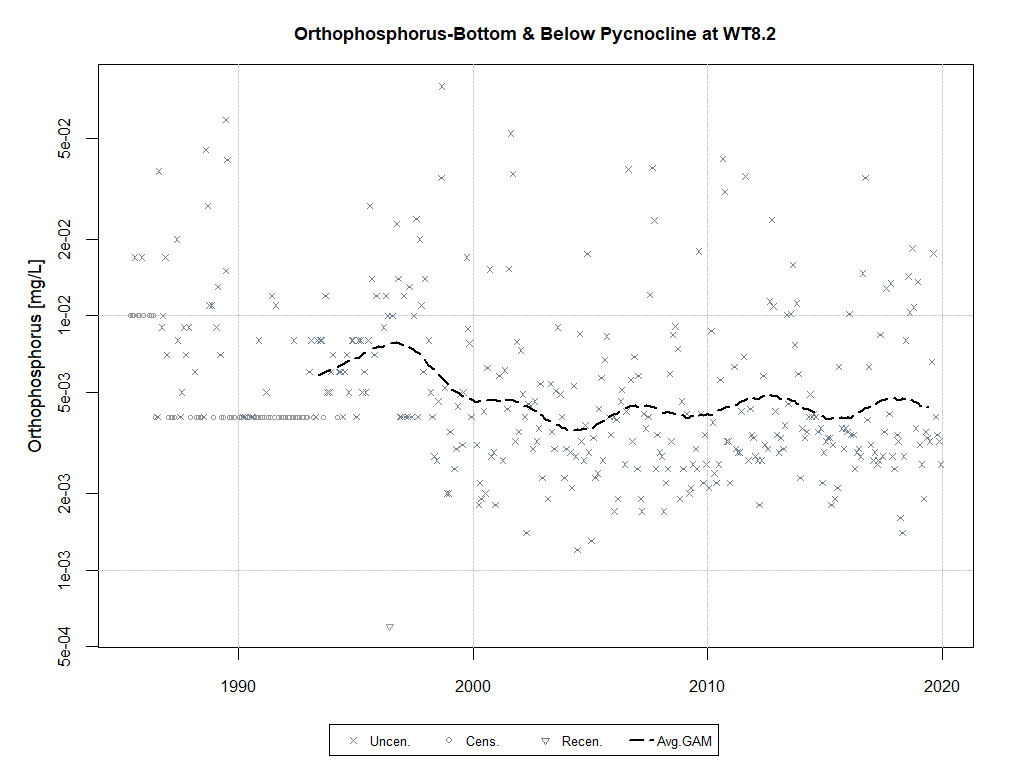 Orthophosphorus-Bottom & Below Pycnocline at WT8.2
Orthophosphorus [mg/L]
5e-02
2e-02
1e-02
5e-03
2e-03
1e-03
5e-04
1990 2000 2010 2020
Uncen. Cens. Recen. Avg.GAM